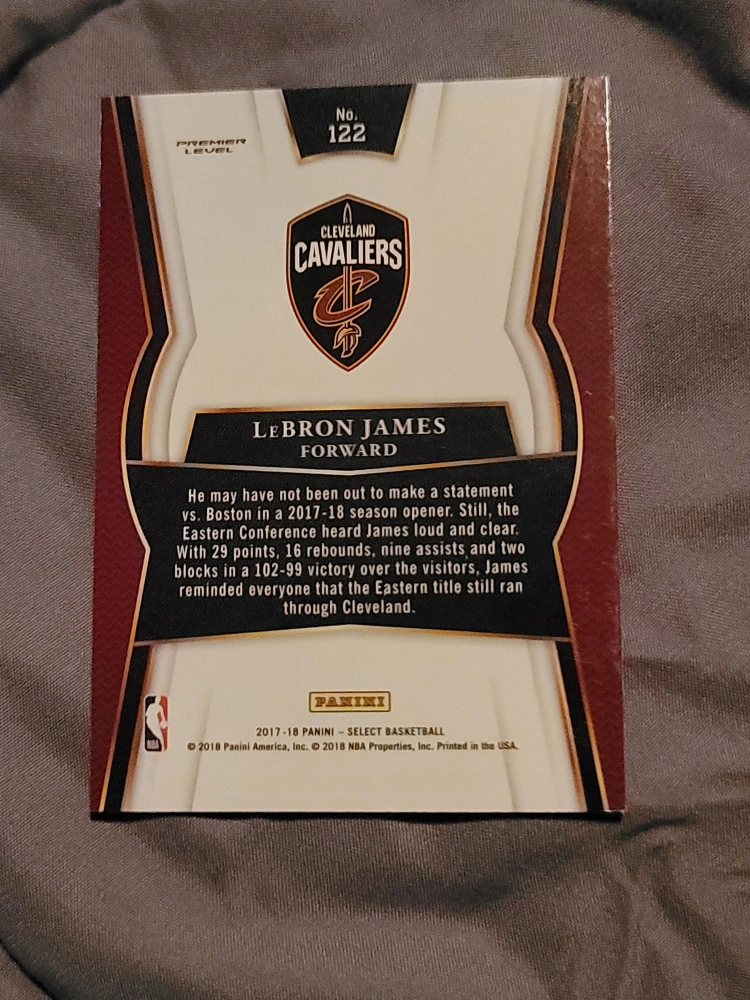 No.
122
PREMIER
LEVEL
CLEVELAND
CAVALIERS
C
LeBRON JAMES
FORWARD
He may have not been out to make a statement
vs. Boston in a 2017-18 season opener. Still, the
Eastern Conference heard James loud and clear.
With 29 points, 16 rebounds, nine assists and two
blocks in a 102-99 victory over the visitors, James
reminded everyone that the Eastern title still ran
through Cleveland.
PANINI
NBA
2017-18 PANINI – SELECT BASKETBALL
© 2018 Panini America, Inc. © 2018 NBA Properties, Inc. Printed in the USA.